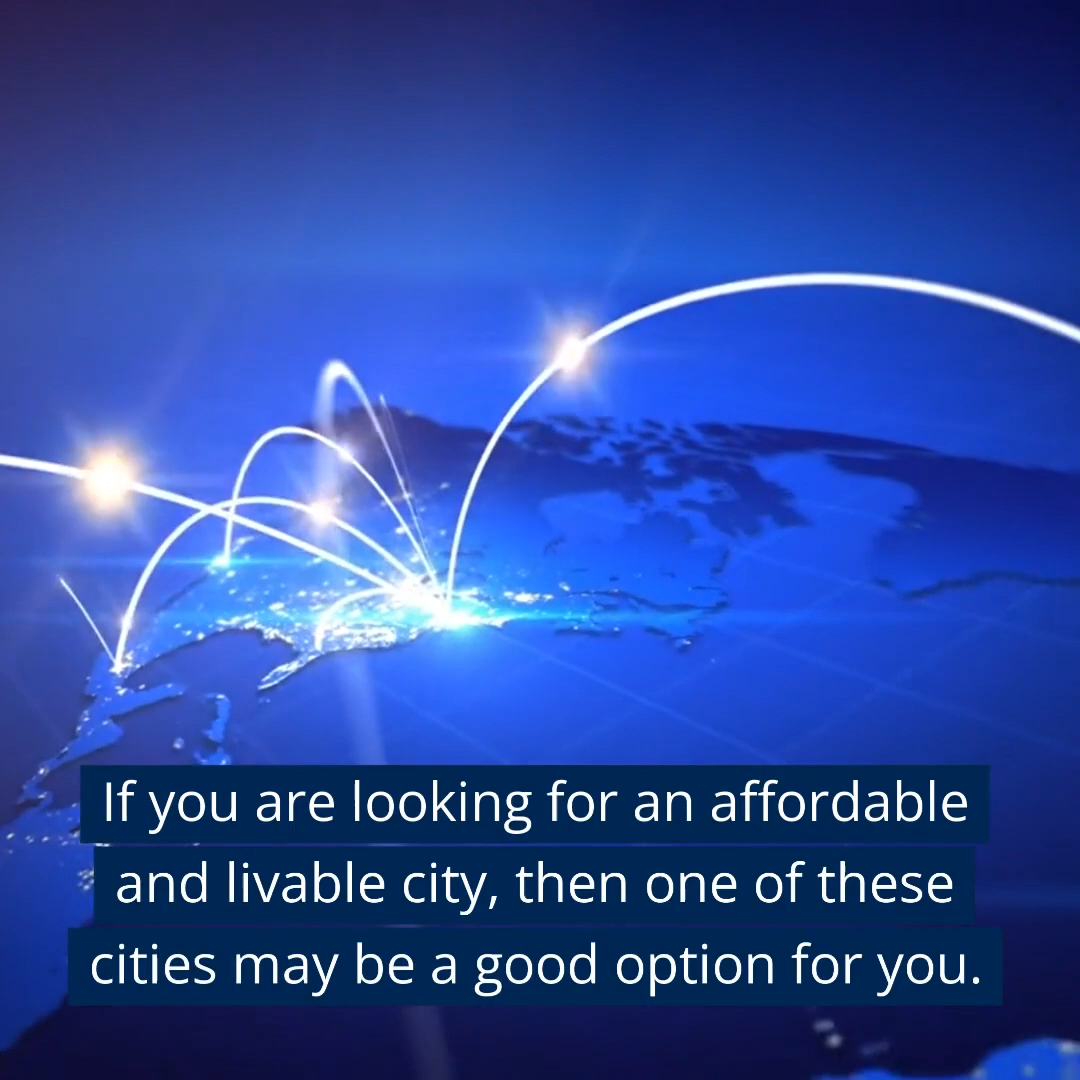 If you are looking for an affordable
and livable city, then one of these
cities may be a good option for you.